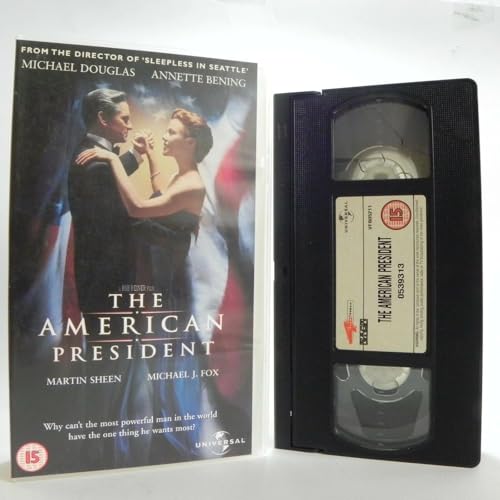 FROM THE DIRECTOR OF 'SLEEPLESS IN SEATTLE'
MICHAEL DOUGLAS ANNETTE BENING
THE
AMERICAN
PRESIDENT
MARTIN SHEEN MICHAEL J. FOX
Why can't the most powerful man in the world
have the one thing he wants most?
15
UNIVERSAL
UNIVERSAL
VFB05211
15
THE AMERICAN PRESIDENT
0539313